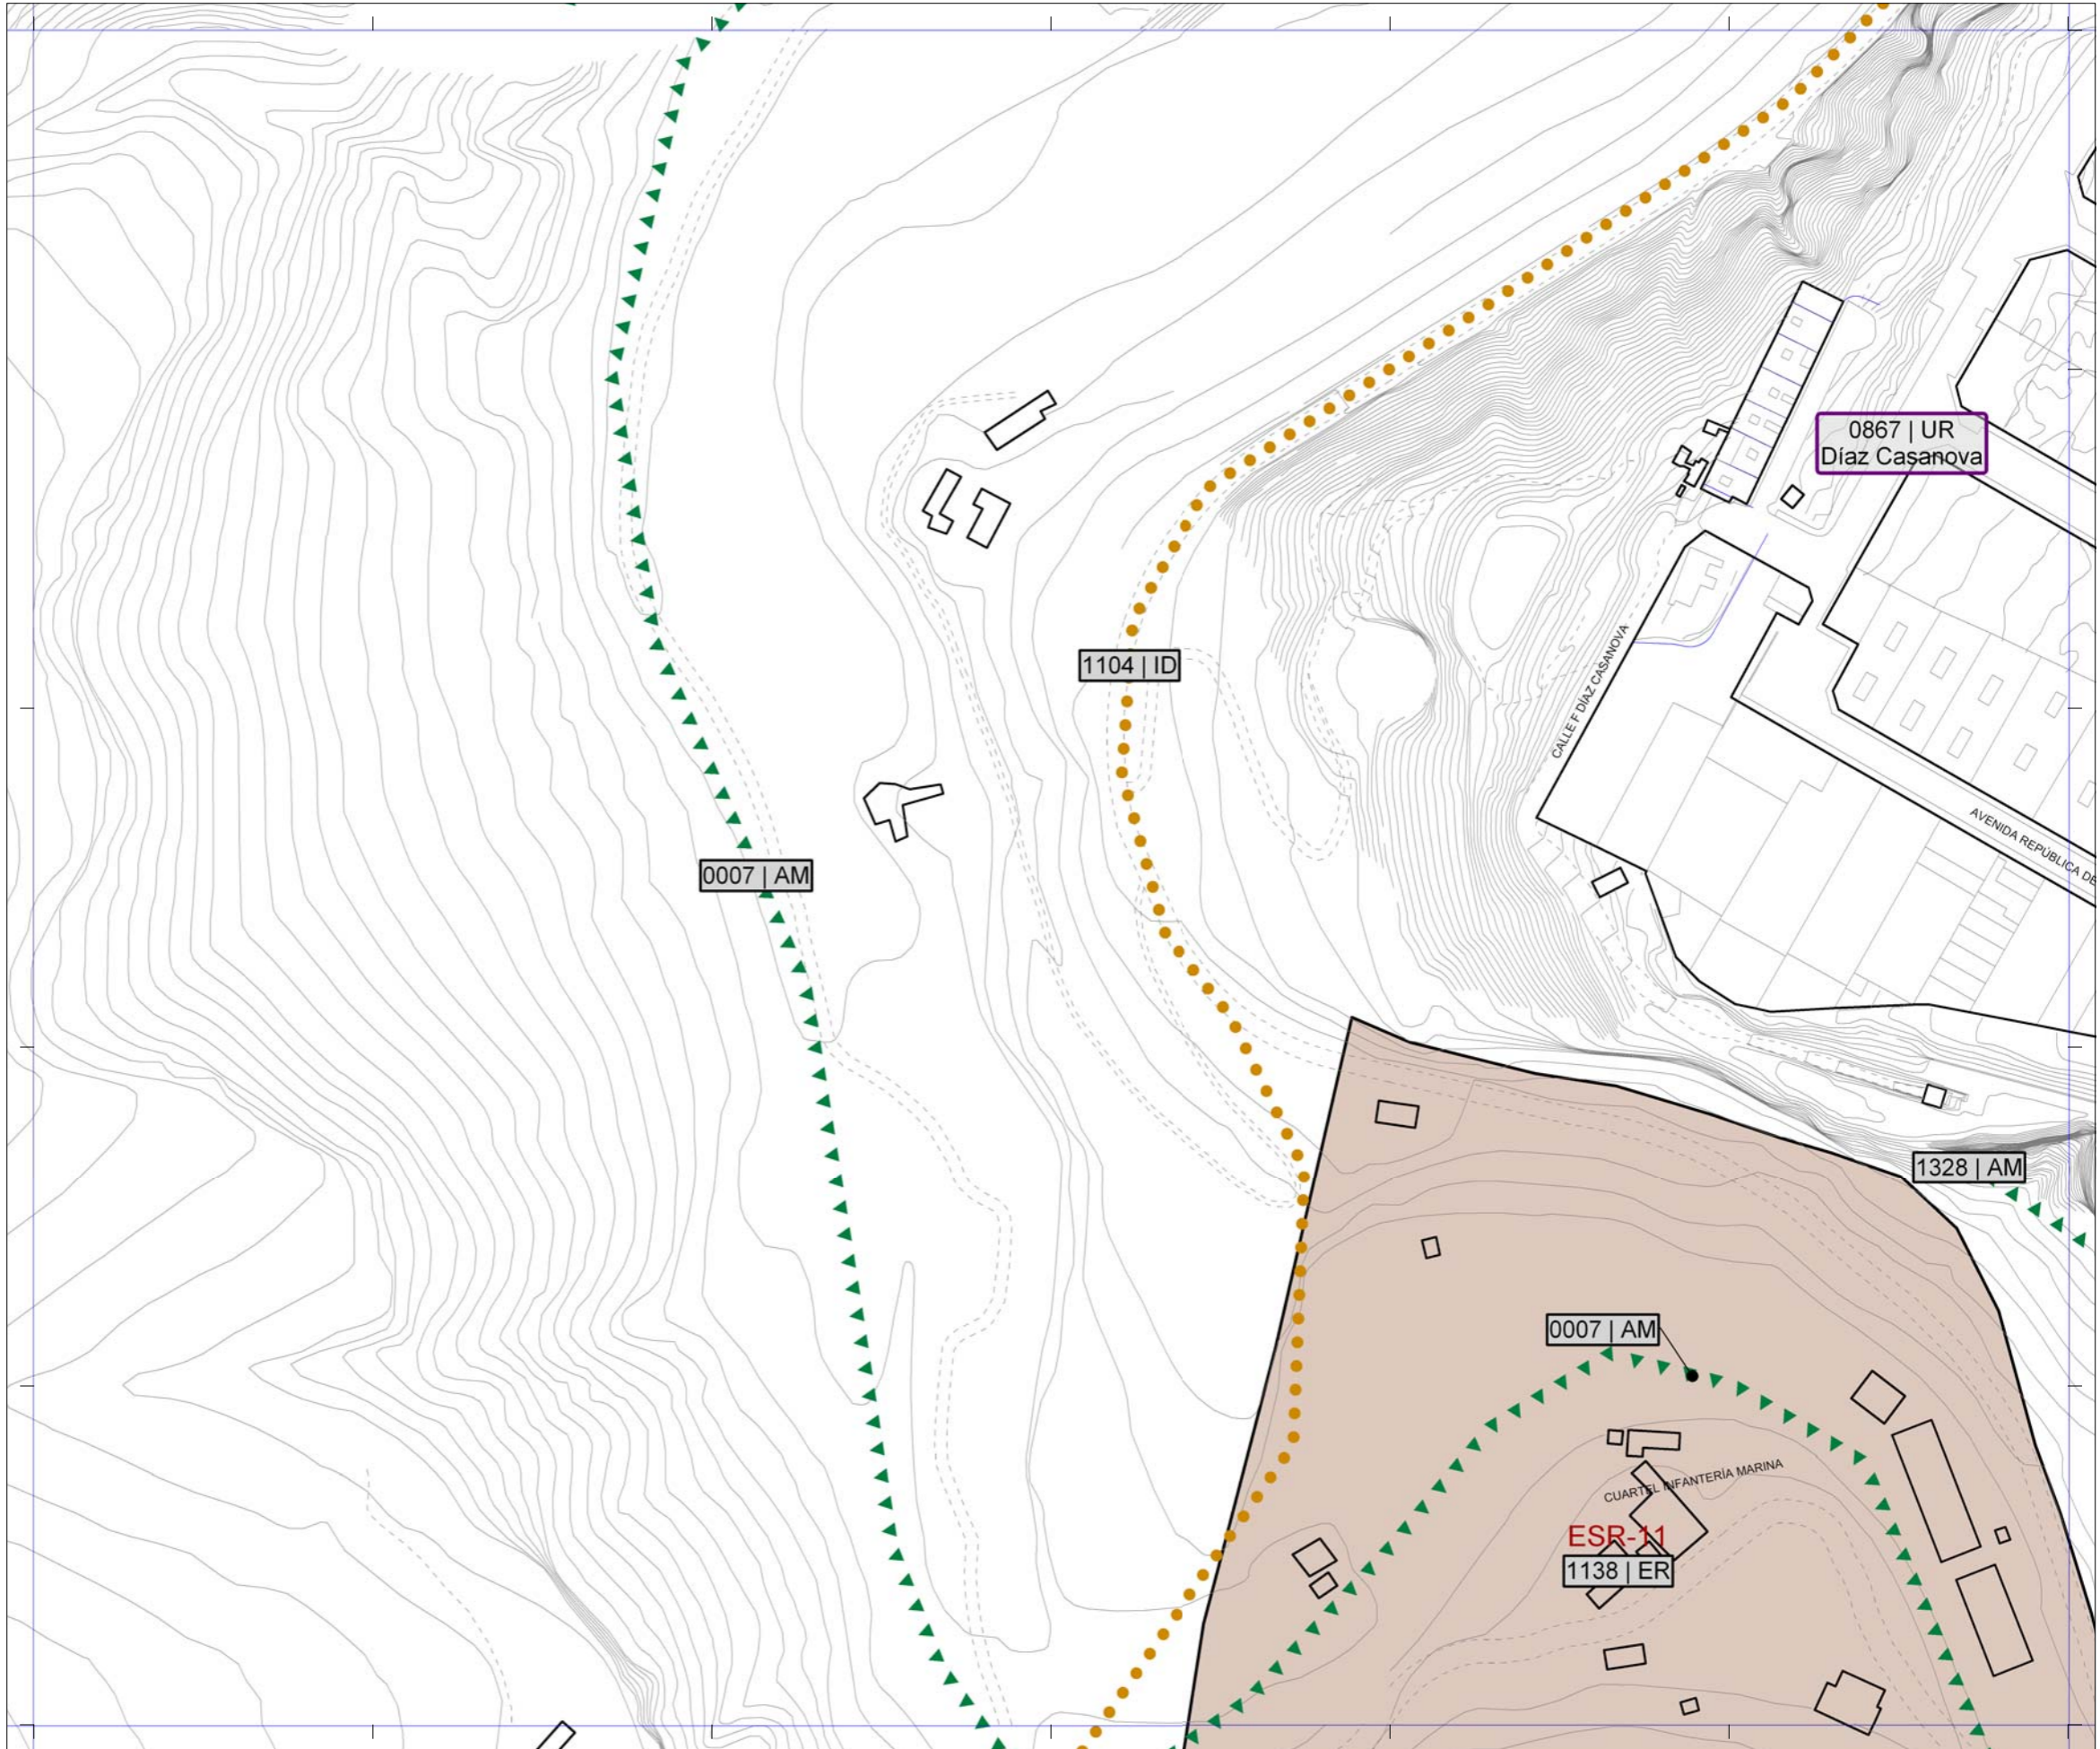 0867 | UR
Díaz Casanova
1104 | ID
CALLE F DÍAZ CASANOVA
AVENIDA REPÚBLICA DE
0007 | AM
1328 | AM
0007 | AM
CUARTEL INFANTERÍA MARINA
ESR-11
1138 | ER